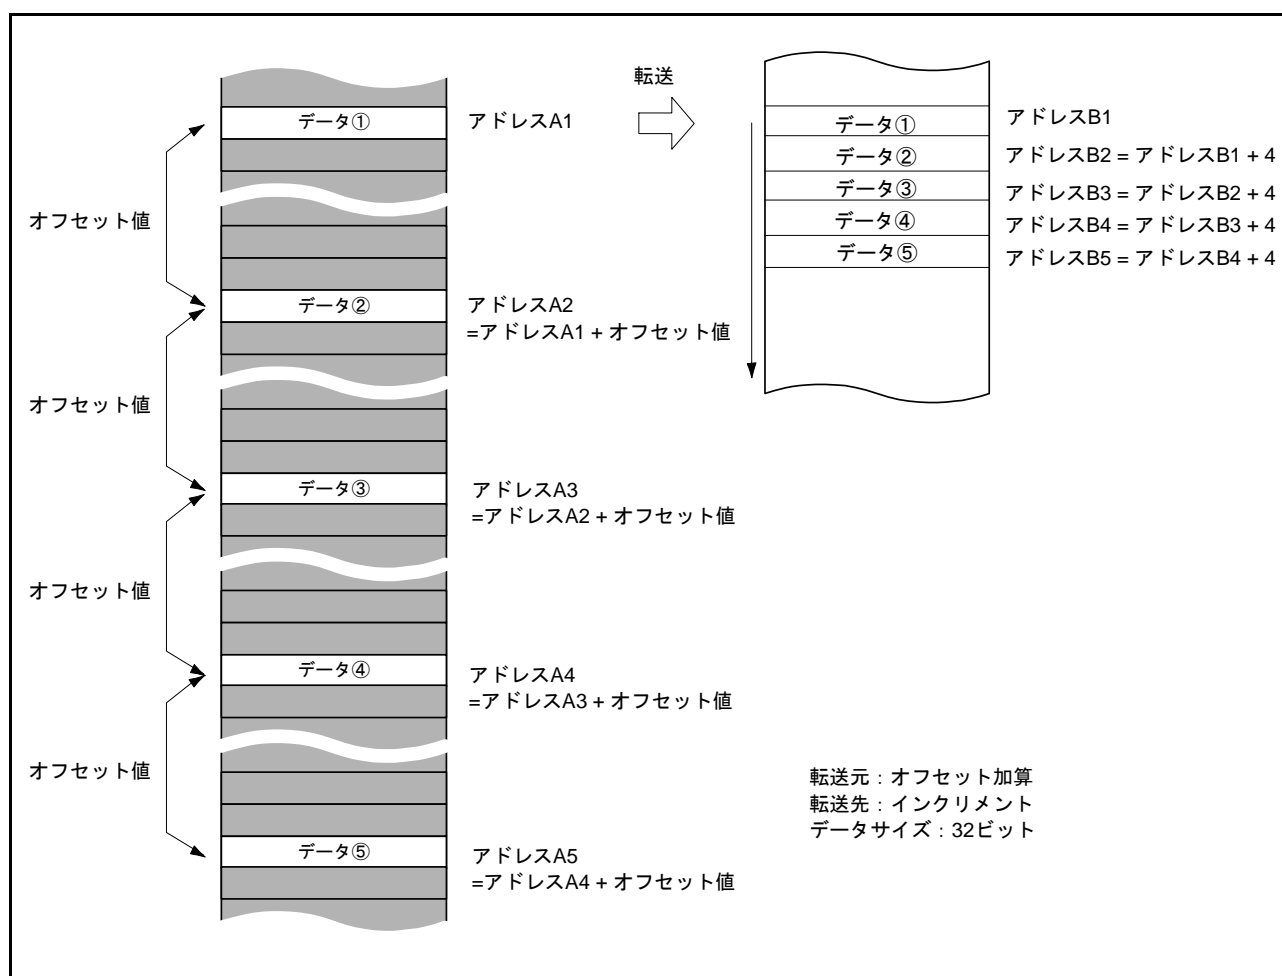 転送
データ①
アドレスA1
オフセット値
データ②
アドレスA2
=アドレスA1 + オフセット値
オフセット値
データ③
アドレスA3
=アドレスA2 + オフセット値
オフセット値
データ④
アドレスA4
=アドレスA3 + オフセット値
オフセット値
データ⑤
アドレスA5
=アドレスA4 + オフセット値
データ①
アドレスB1
データ②
アドレスB2 = アドレスB1 + 4
データ③
アドレスB3 = アドレスB2 + 4
データ④
アドレスB4 = アドレスB3 + 4
データ⑤
アドレスB5 = アドレスB4 + 4
転送元：オフセット加算
転送先：インクリメント
データサイズ：32ビット